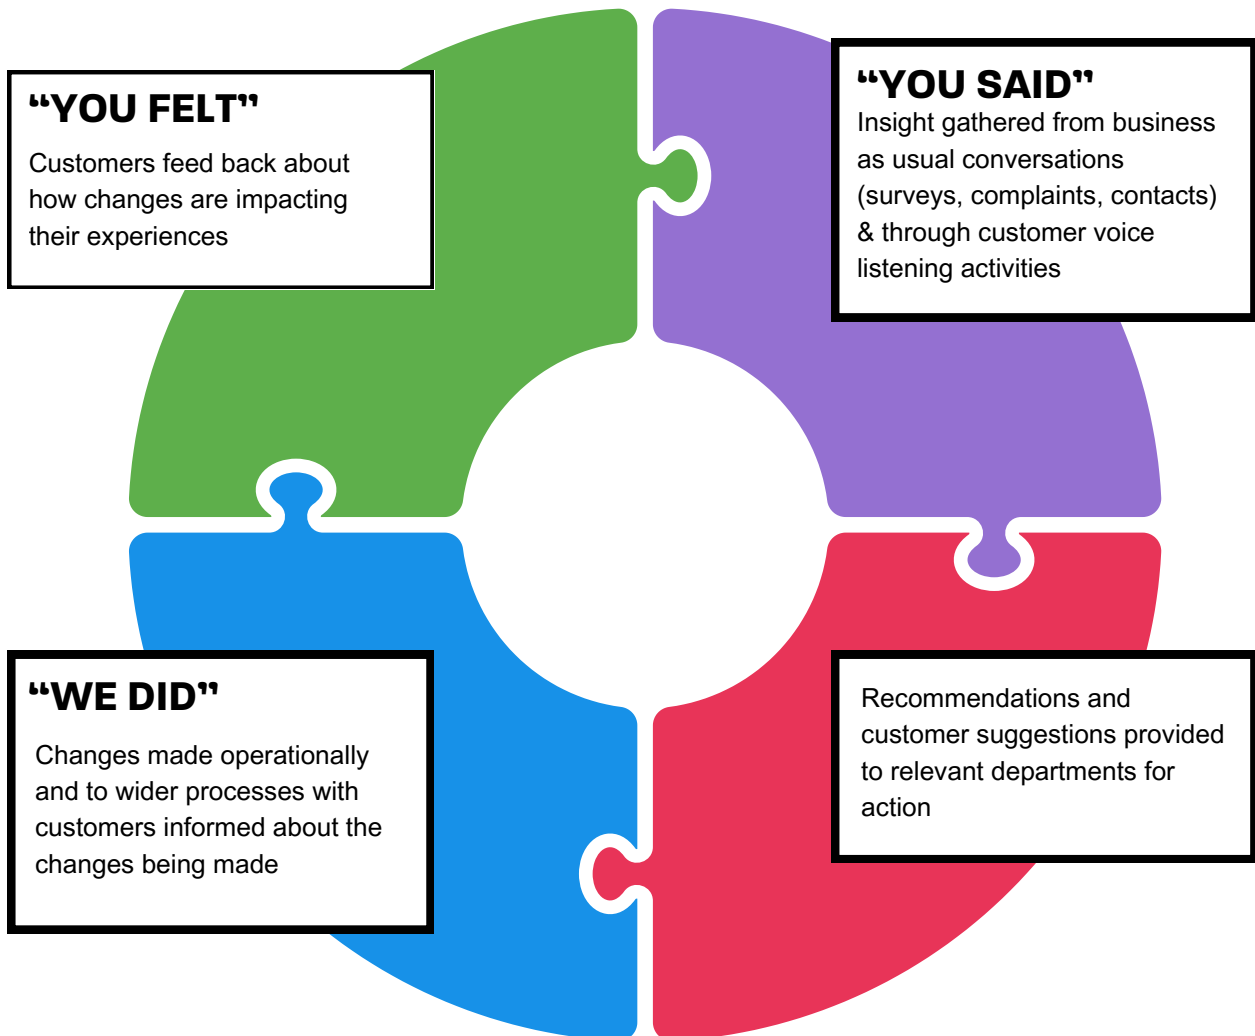 “YOU FELT”
Customers feed back about
how changes are impacting
their experiences
“YOU SAID”
Insight gathered from business
as usual conversations
(surveys, complaints, contacts)
& through customer voice
listening activities
“WE DID”
Changes made operationally
and to wider processes with
customers informed about the
changes being made
Recommendations and
customer suggestions provided
to relevant departments for
action